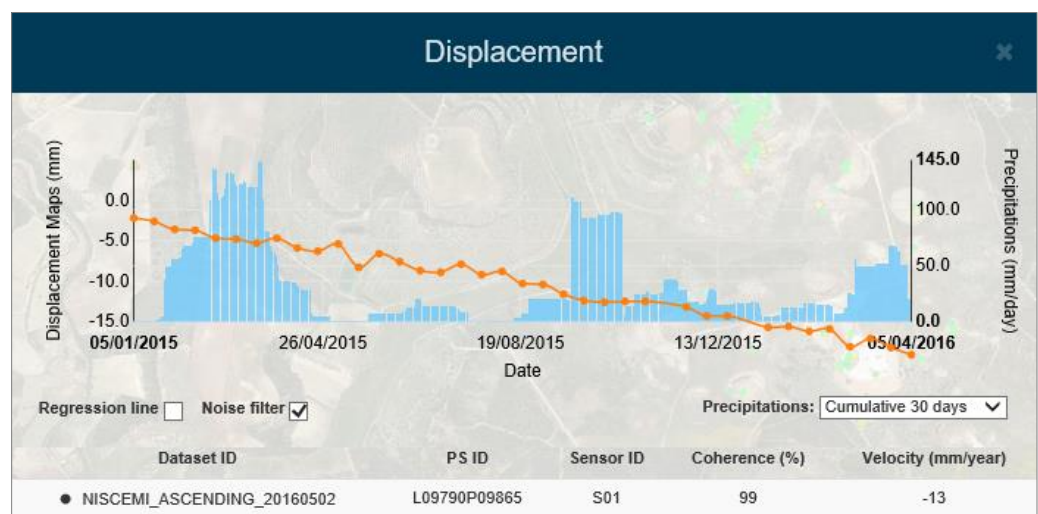 Displacement ✖
Displacement Maps (mm)
0.0
-5.0
-10.0
-15.0
145.0
100.0
50.0
0.0
Precipitations (mm/day)
05/01/2015 26/04/2015 19/08/2015 13/12/2015 05/04/2016
Date
Regression line Noise filter Precipitations: Cumulative 30 days
Dataset ID PS ID Sensor ID Coherence (%) Velocity (mm/year)
NISCEMI_ASCENDING_20160502 L09790P09865 S01 99 -13